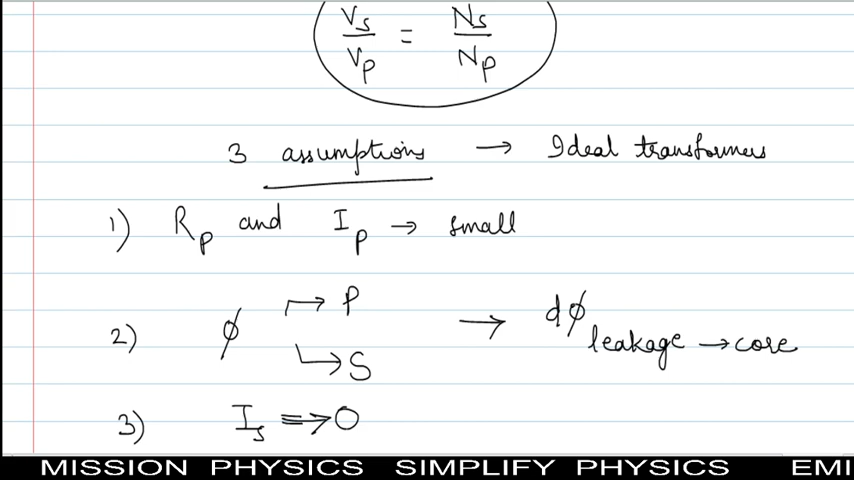 Vs/Vp = Ns/Np
3 assumptions → Ideal transformers
1) Rp and Ip → small
2) ϕ → P → dϕ leakage → core
↳ S
3) Is ⇒ 0
MISSION PHYSICS SIMPLIFY PHYSICS EMI